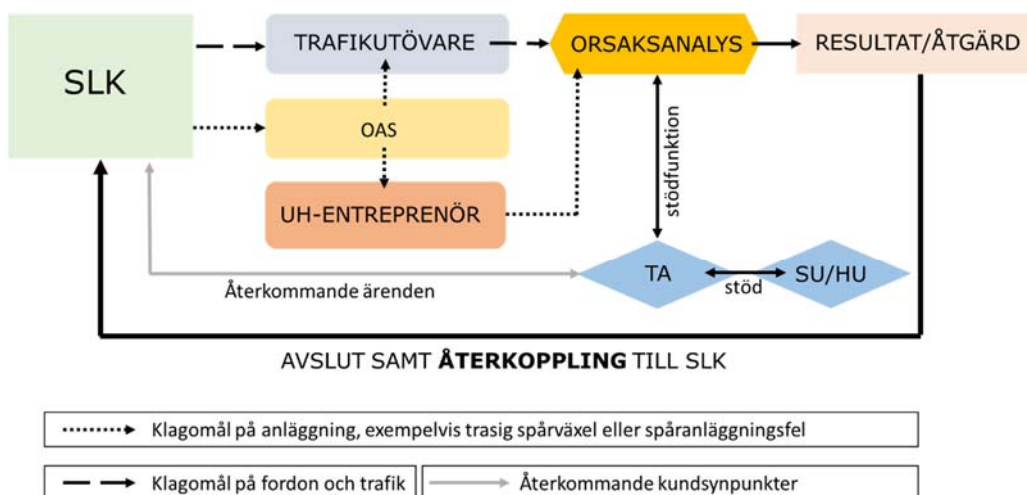 SLK
TRAFIKUTÖVARE
ORSAKSANALYS
RESULTAT/ÅTGÄRD
OAS
UH-ENTREPRENÖR
stödfunktion
TA
SU/HU
stöd
Återkommande ärenden
AVSLUT SAMT ÅTERKOPPLING TILL SLK
Klagomål på anläggning, exempelvis trasig spårväxel eller spåranläggningsfel
Klagomål på fordon och trafik
Återkommande kundsynpunkter